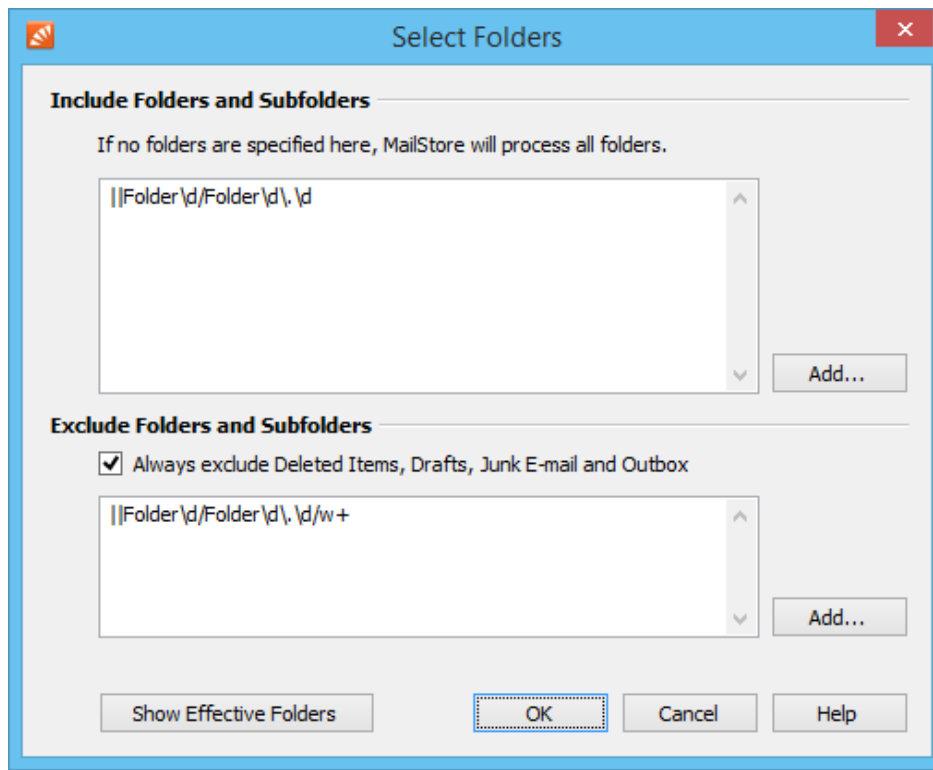 Select Folders
Include Folders and Subfolders
If no folders are specified here, MailStore will process all folders.
||Folder\d/Folder\d\.\d
Add...
Exclude Folders and Subfolders
Always exclude Deleted Items, Drafts, Junk E-mail and Outbox
||Folder\d/Folder\d\.\d/w+
Add...
Show Effective Folders
OK
Cancel
Help